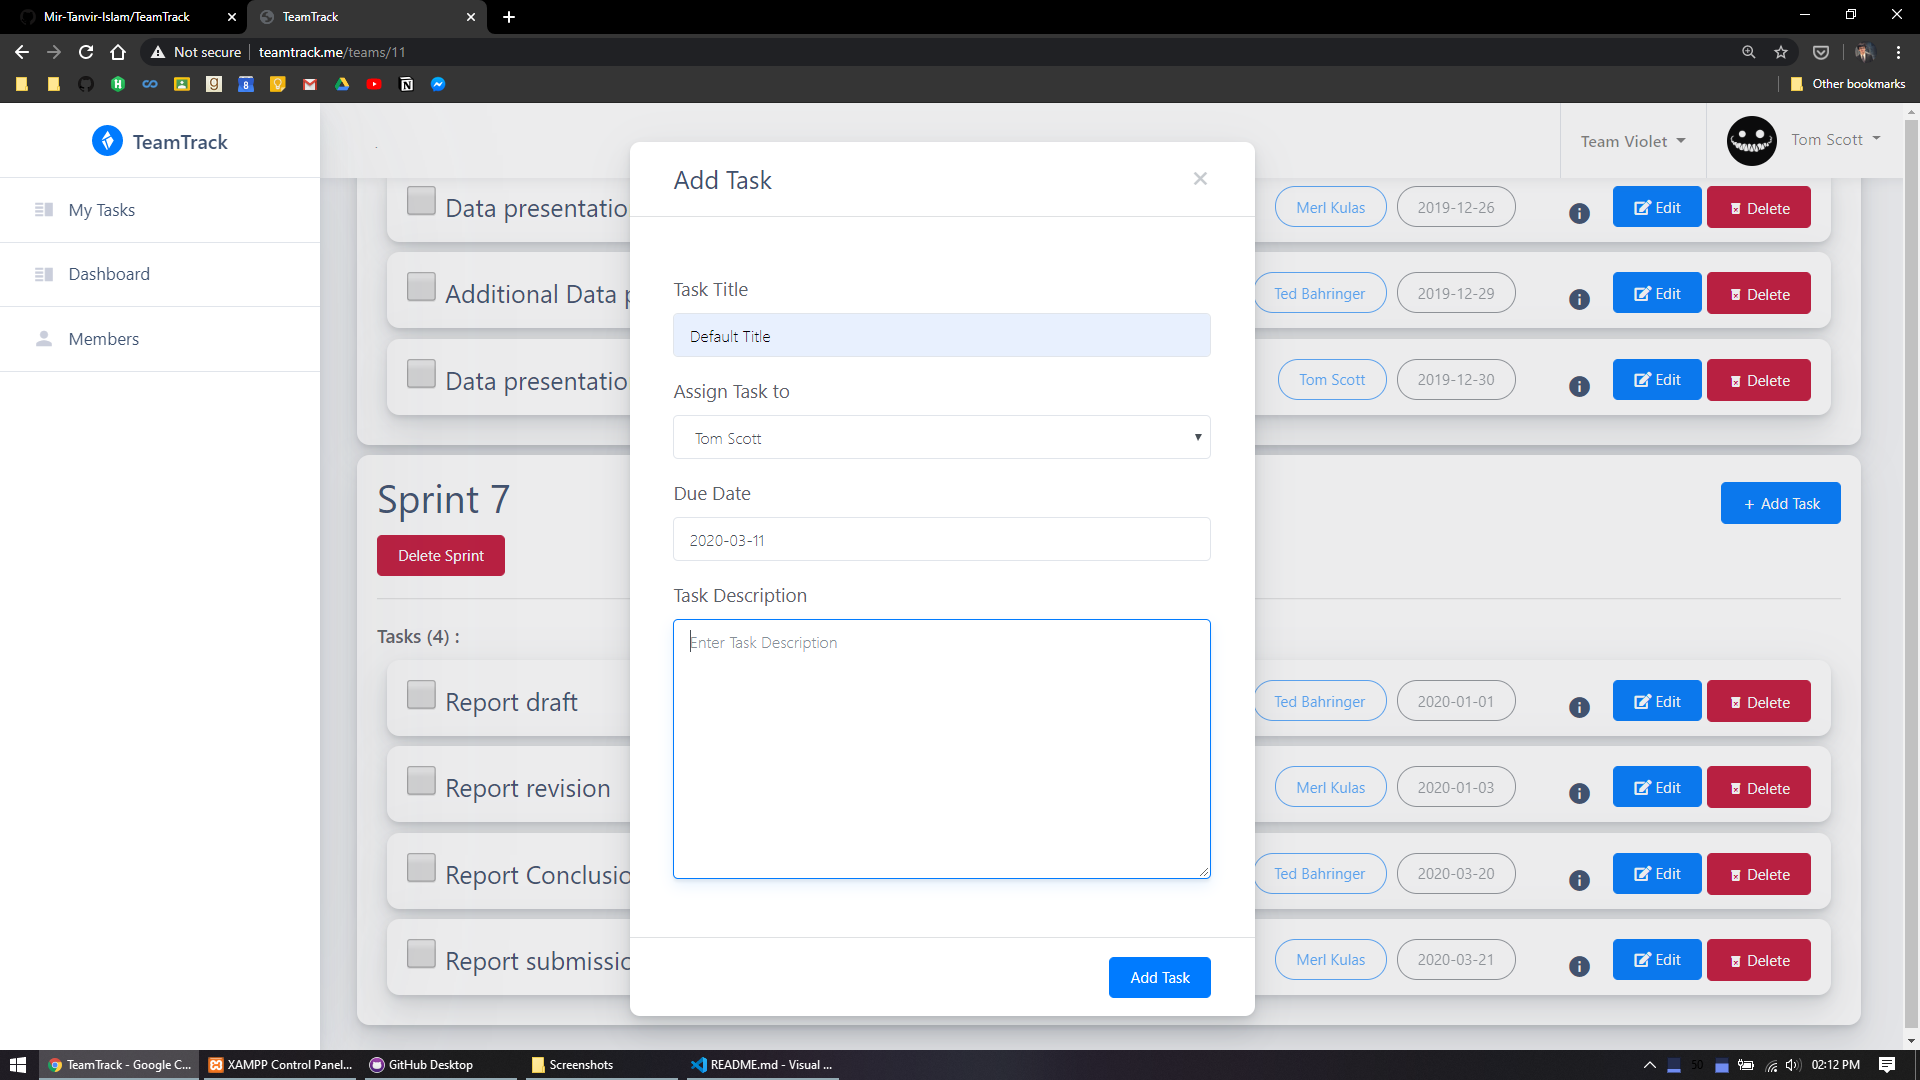 Mir-Tanvir-Islam/TeamTrack
TeamTrack
Not secure
teamtrack.me/teams/11
Other bookmarks
TeamTrack
Team Violet
Tom Scott
My Tasks
Dashboard
Members
Data presentatio
Merl Kulas
2019-12-26
Edit
Delete
Additional Data
Ted Bahringer
2019-12-29
Edit
Delete
Data presentatio
Tom Scott
2019-12-30
Edit
Delete
Sprint 7
+ Add Task
Delete Sprint
Tasks (4) :
Report draft
Ted Bahringer
2020-01-01
Edit
Delete
Report revision
Merl Kulas
2020-01-03
Edit
Delete
Report Conclusio
Ted Bahringer
2020-03-20
Edit
Delete
Report submissio
Merl Kulas
2020-03-21
Edit
Delete
Add Task
×
Task Title
Default Title
Assign Task to
Tom Scott
Due Date
2020-03-11
Task Description
Enter Task Description
Add Task
TeamTrack - Google C...
XAMPP Control Panel...
GitHub Desktop
Screenshots
README.md - Visual ...
50
02:12 PM